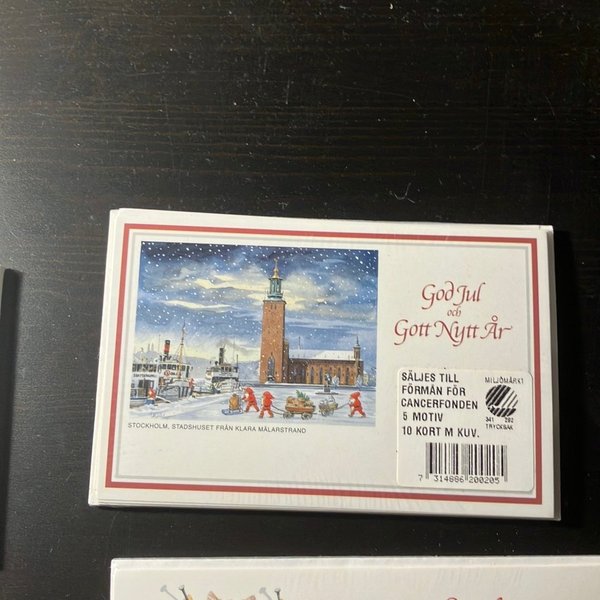 God Jul
och
Gott Nytt År
STOCKHOLM, STADSHUSET FRÅN KLARA MÄLARSTRAND
SÄLJES TILL
FÖRMÅN FÖR
CANCERFONDEN
5 MOTIV
10 KORT M KUV.
MILJÖMÄRKT
341 282
TRYCKSAK
7 314886 200205